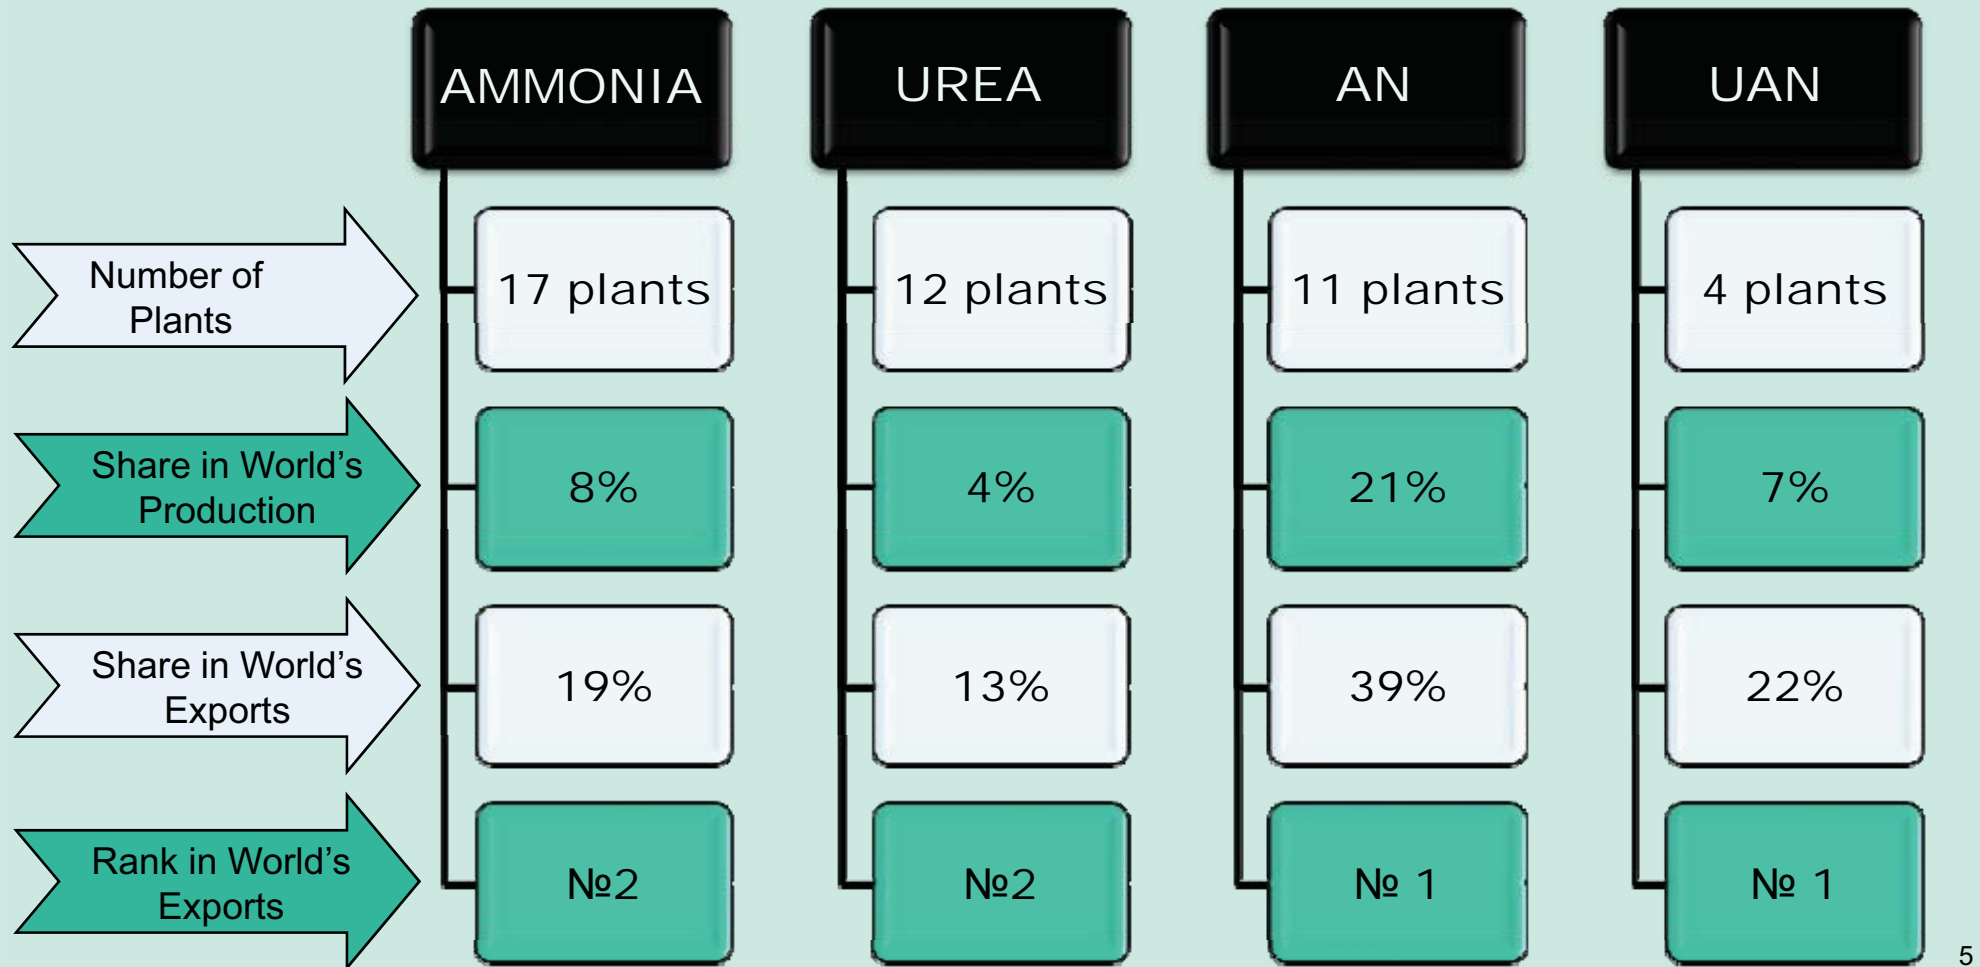 AMMONIA
UREA
AN
UAN
Number of
Plants
17 plants
12 plants
11 plants
4 plants
Share in World’s
Production
8%
4%
21%
7%
Share in World’s
Exports
19%
13%
39%
22%
Rank in World’s
Exports
№2
№2
№ 1
№ 1
5